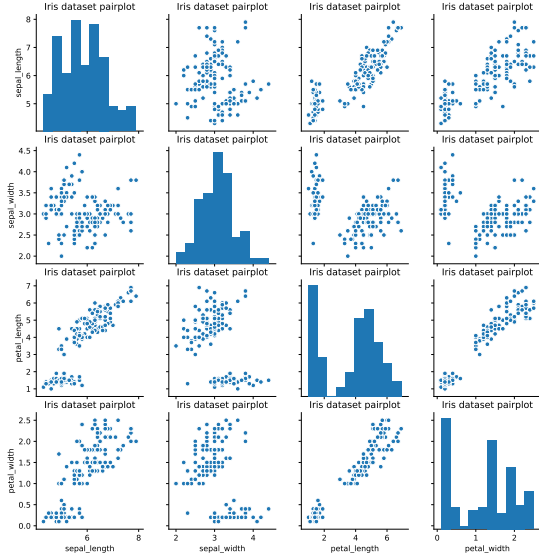 Iris dataset pairplot Iris dataset pairplot Iris dataset pairplot Iris dataset pairplot
8
7
6
5
sepal_length
Iris dataset pairplot Iris dataset pairplot Iris dataset pairplot Iris dataset pairplot
4.5
4.0
3.5
3.0
2.5
2.0
sepal_width
Iris dataset pairplot Iris dataset pairplot Iris dataset pairplot Iris dataset pairplot
7
6
5
4
3
2
1
petal_length
Iris dataset pairplot Iris dataset pairplot Iris dataset pairplot Iris dataset pairplot
2.5
2.0
1.5
1.0
0.5
0.0
petal_width
6 8 2 3 4 2 4 6 0 1 2
sepal_length sepal_width petal_length petal_width